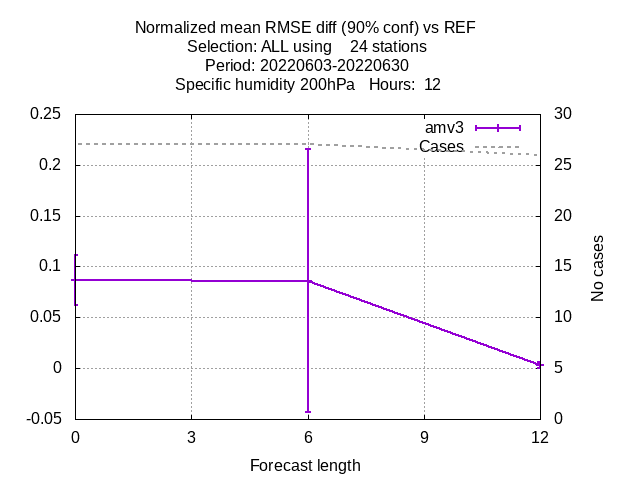 Normalized mean RMSE diff (90% conf) vs REF
Selection: ALL using 24 stations
Period: 20220603-20220630
Specific humidity 200hPa Hours: 12
0.25
0.2
0.15
0.1
0.05
0
-0.05
30
25
20
15
10
5
0
amv3
Cases
No cases
0 3 6 9 12
Forecast length